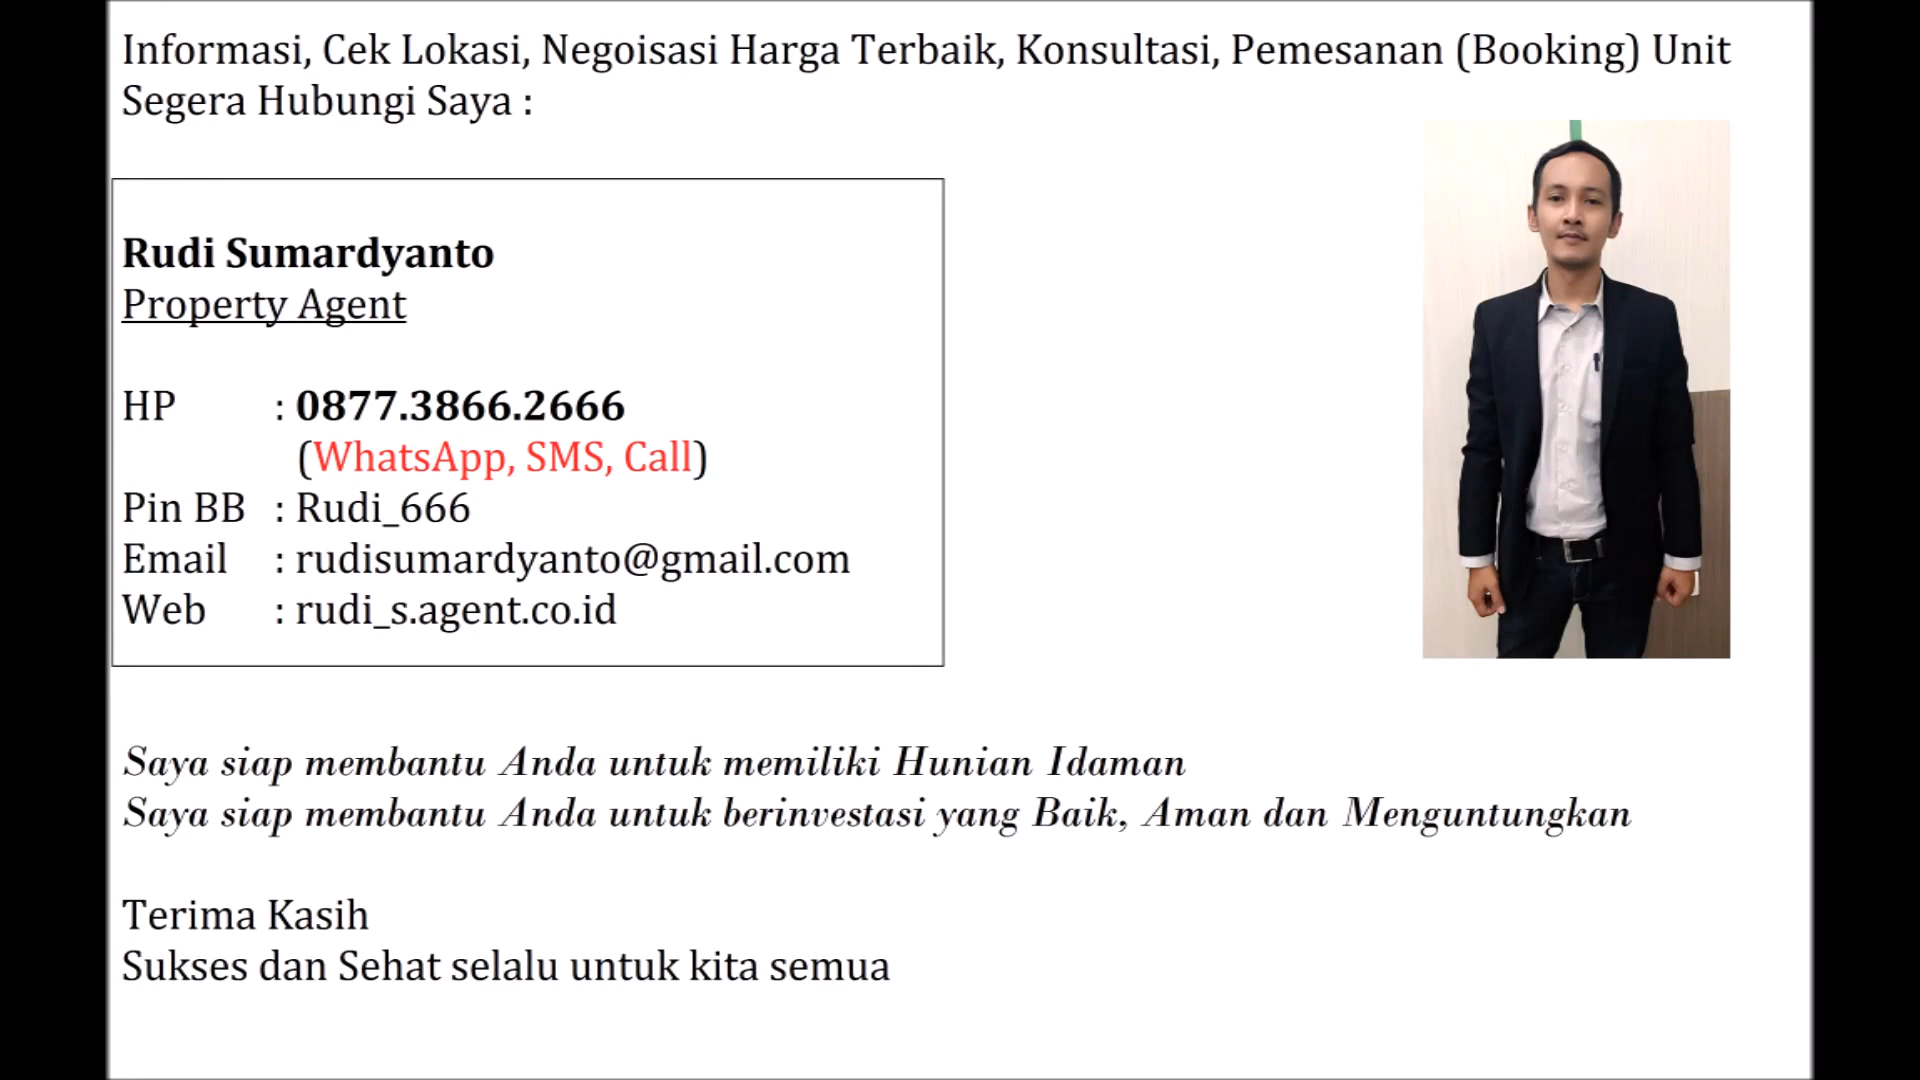 Informasi, Cek Lokasi, Negoisasi Harga Terbaik, Konsultasi, Pemesanan (Booking) Unit
Segera Hubungi Saya :
Rudi Sumardyanto
Property Agent
HP : 0877.3866.2666
(WhatsApp, SMS, Call)
Pin BB : Rudi_666
Email : rudisumardyanto@gmail.com
Web : rudi_s.agent.co.id
Saya siap membantu Anda untuk memiliki Hunian Idaman
Saya siap membantu Anda untuk berinvestasi yang Baik, Aman dan Menguntungkan
Terima Kasih
Sukses dan Sehat selalu untuk kita semua